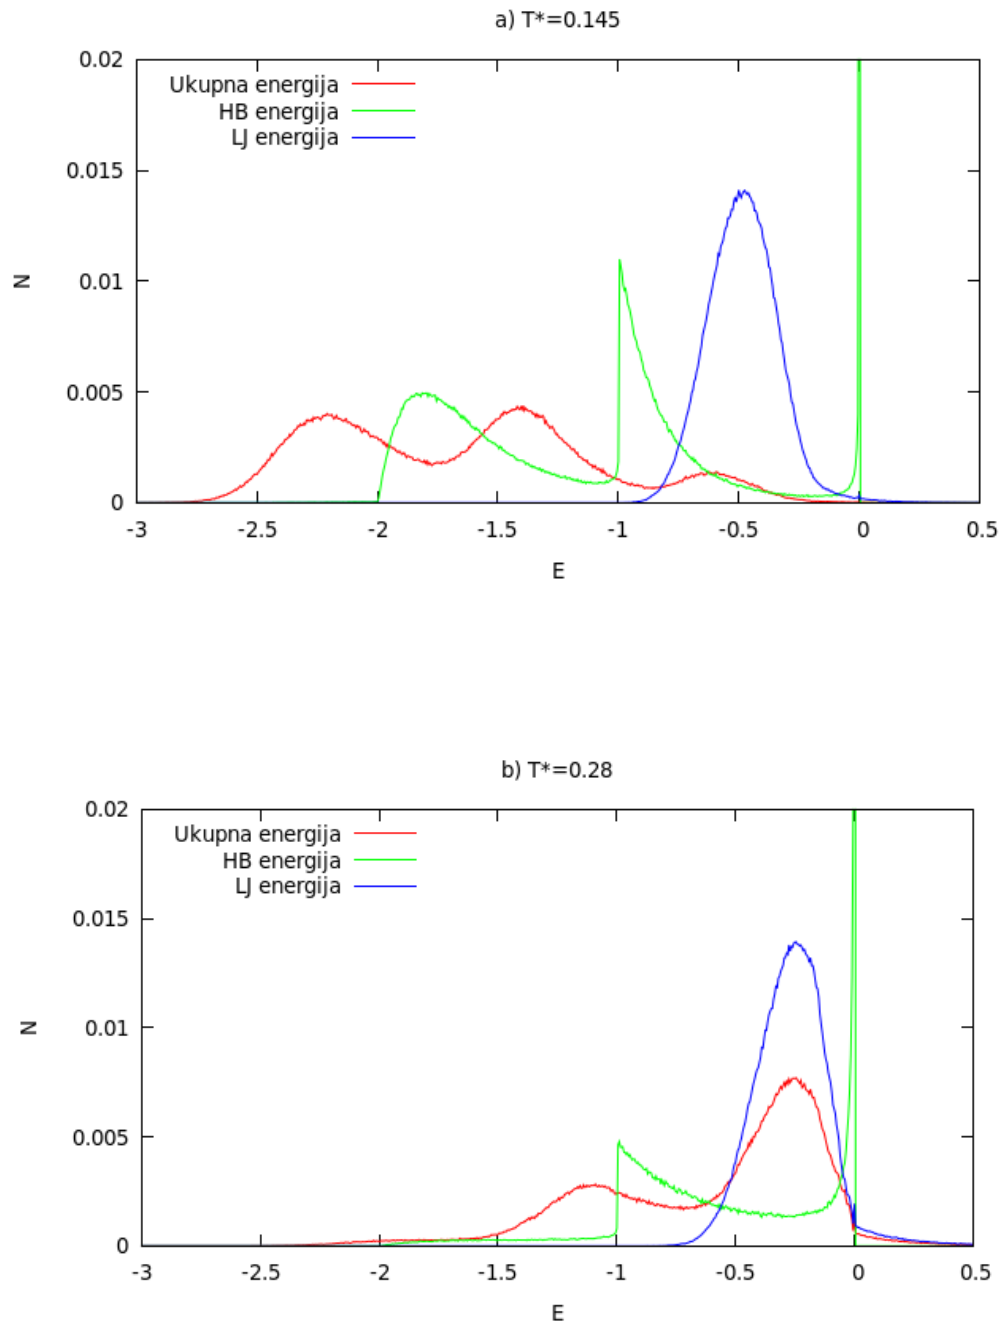 a) T*=0.145
0.02
Ukupna energija
HB energija
LJ energija
0.015
N
0.01
0.005
0
-3 -2.5 -2 -1.5 -1 -0.5 0 0.5
E
b) T*=0.28
0.02
Ukupna energija
HB energija
LJ energija
0.015
N
0.01
0.005
0
-3 -2.5 -2 -1.5 -1 -0.5 0 0.5
E